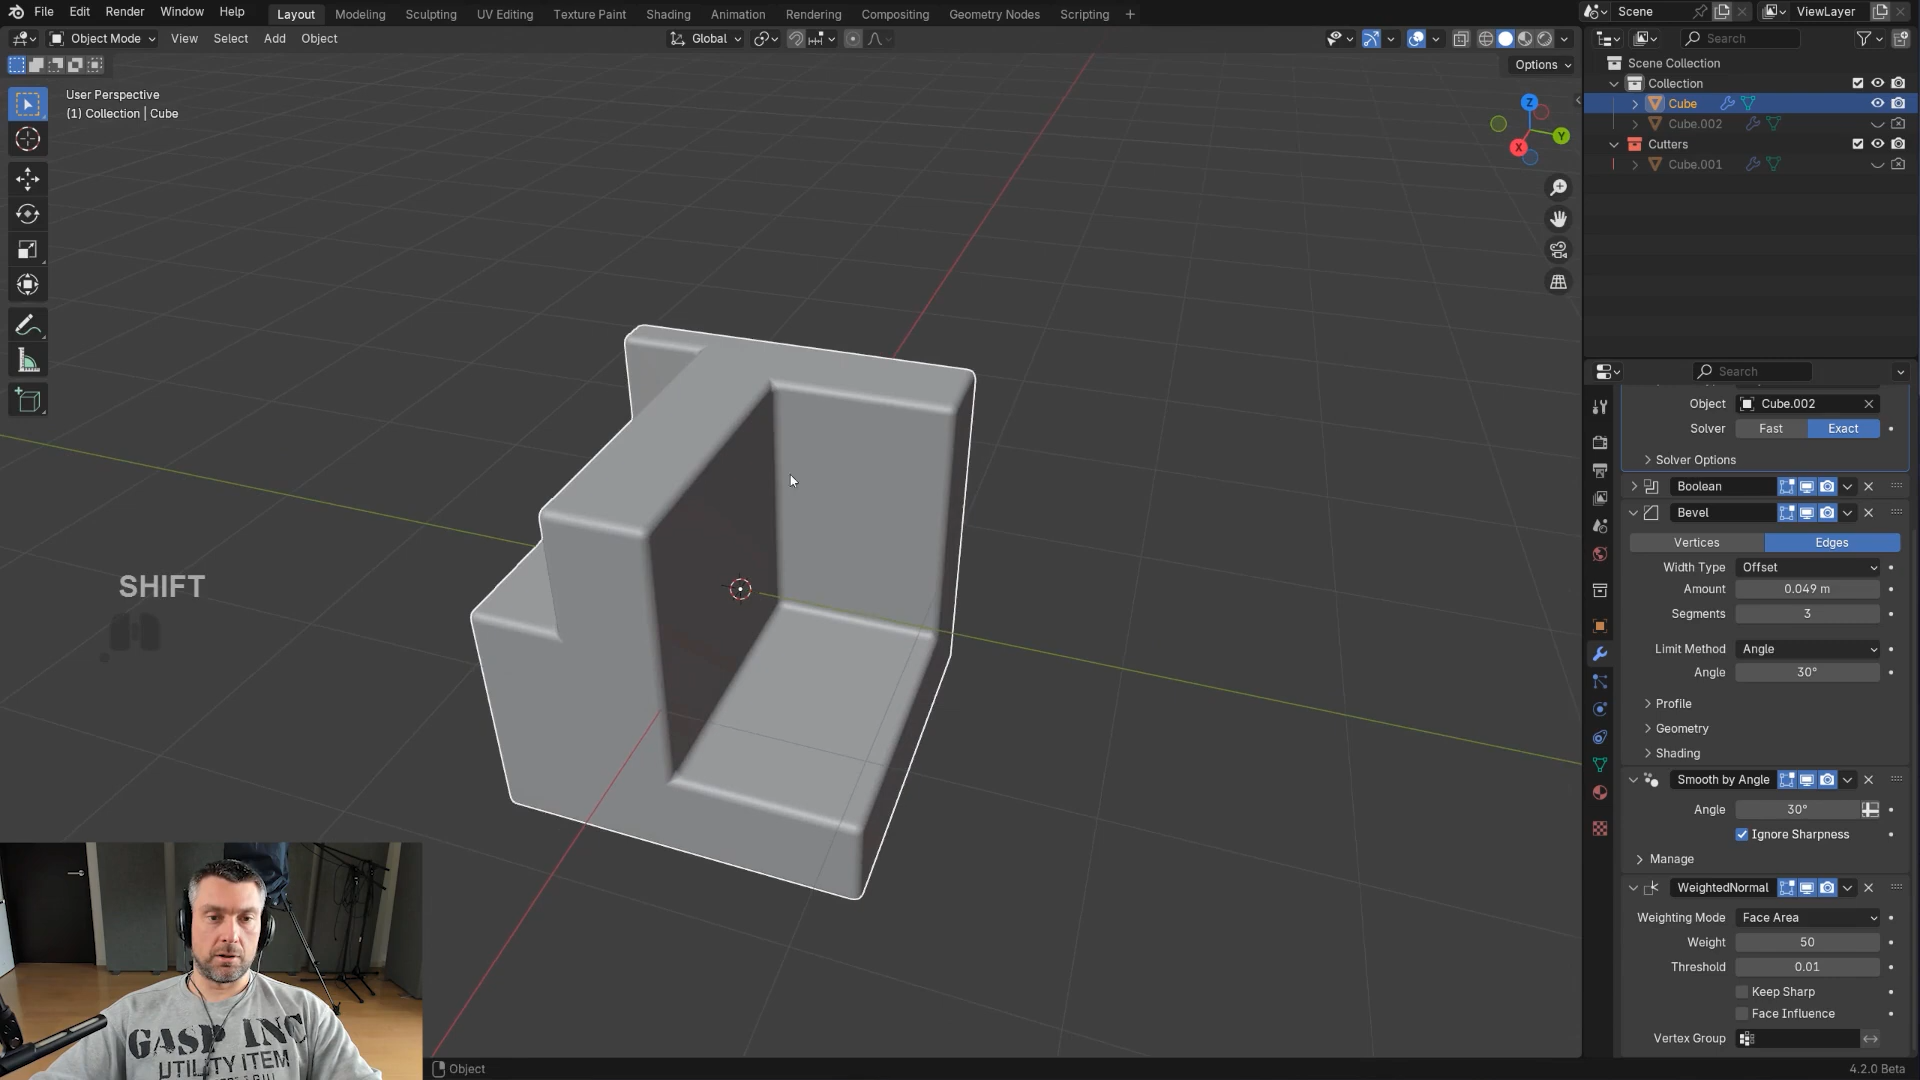 File Edit Render Window Help Layout Modeling Sculpting UV Editing Texture Paint Shading Animation Rendering Compositing Geometry Nodes Scripting + Scene ViewLayer
Object Mode View Select Add Object Global Search
Options
User Perspective
(1) Collection | Cube
Z
Y
X
Scene Collection
Collection
Cube
Cube.002
Cutters
Cube.001
Search
Object Cube.002
Solver Fast Exact
Solver Options
Boolean
Bevel
Vertices Edges
Width Type Offset
Amount 0.049 m
Segments 3
Limit Method Angle
Angle 30°
Profile
Geometry
Shading
Smooth by Angle
Angle 30°
Ignore Sharpness
Manage
WeightedNormal
Weighting Mode Face Area
Weight 50
Threshold 0.01
Keep Sharp
Face Influence
Vertex Group
SHIFT
GASP INC
UTILITY ITEM
Object
4.2.0 Beta